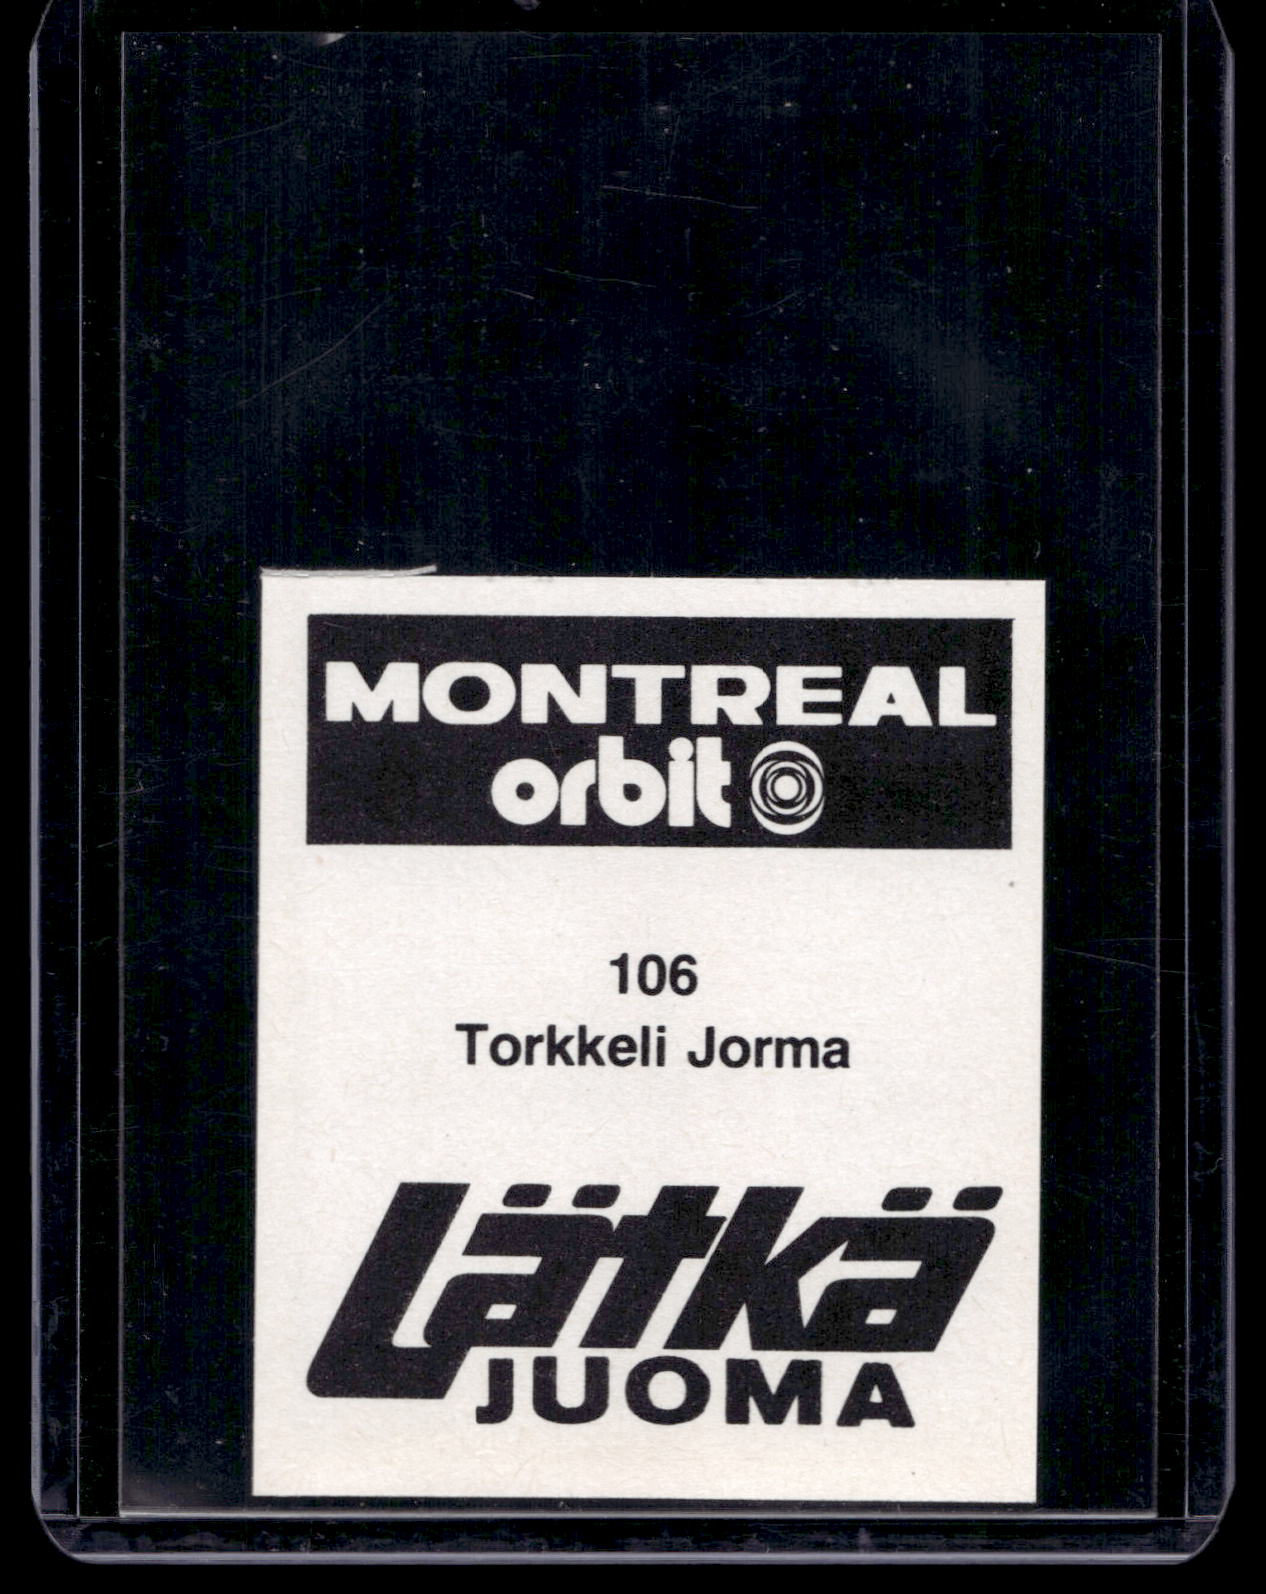 MONTREAL
orbit
106
Torkkeli Jorma
Lätkä
JUOMA